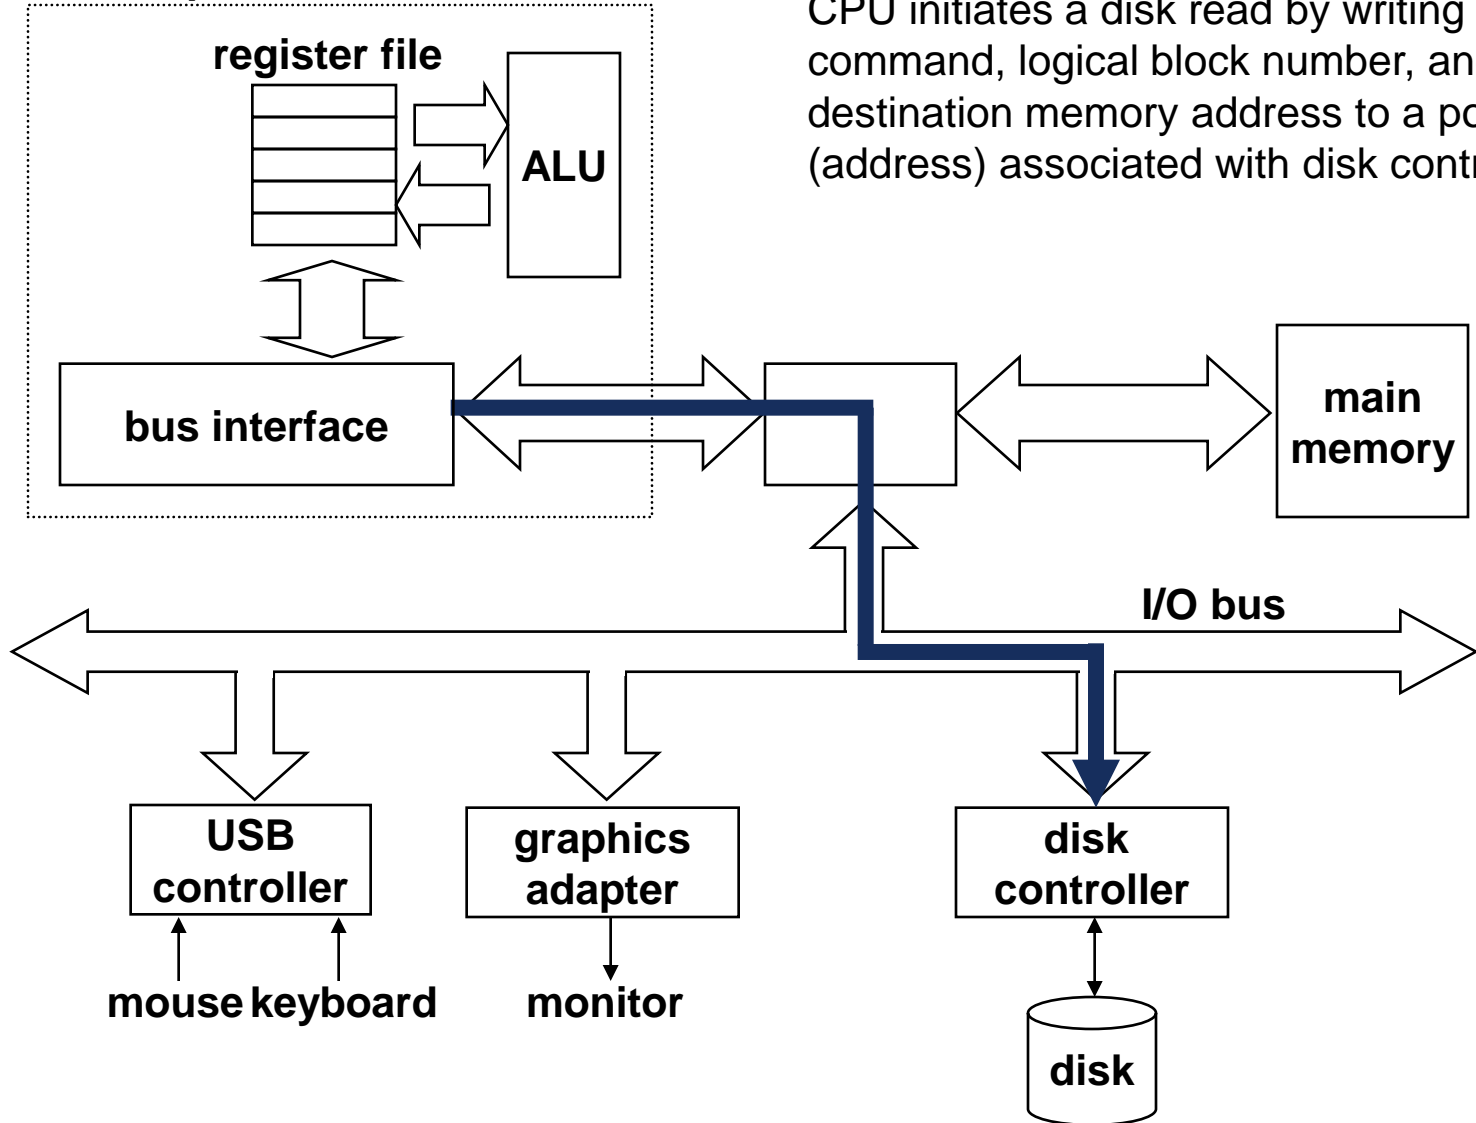 CPU initiates a disk read by writing
command, logical block number, an
destination memory address to a po
(address) associated with disk contr
register file
ALU
bus interface
main
memory
I/O bus
USB
controller
graphics
adapter
disk
controller
mouse keyboard
monitor
disk